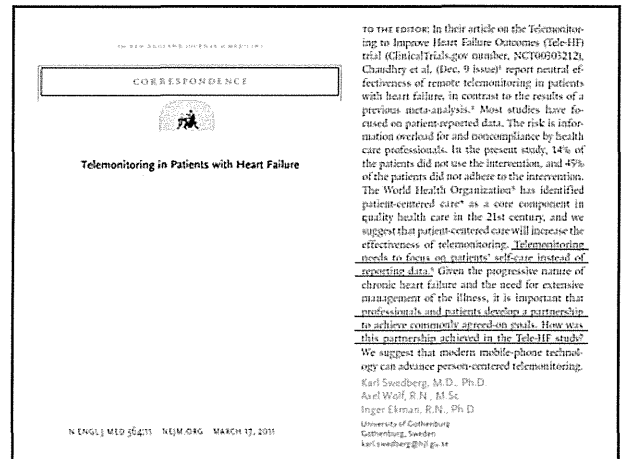 The NEW ENGLAND JOURNAL of MEDICINE
CORRESPONDENCE
Telemonitoring in Patients with Heart Failure
N ENGL J MED 364;11 NEJM.ORG MARCH 17, 2011
TO THE EDITOR: In their article on the Telemonitor-
ing to Improve Heart Failure Outcomes (Tele-HF)
trial (ClinicalTrials.gov number, NCT00303212),
Chaudhry et al. (Dec. 9 issue)¹ report neutral ef-
fectiveness of remote telemonitoring in patients
with heart failure, in contrast to the results of a
previous meta-analysis.² Most studies have fo-
cused on patient-reported data. The risk is infor-
mation overload for and noncompliance by health
care professionals. In the present study, 14% of
the patients did not use the intervention, and 45%
of the patients did not adhere to the intervention.
The World Health Organization³ has identified
patient-centered care⁴ as a core component in
quality health care in the 21st century, and we
suggest that patient-centered care will increase the
effectiveness of telemonitoring. Telemonitoring
needs to focus on patients' self-care instead of
reporting data.⁵ Given the progressive nature of
chronic heart failure and the need for extensive
management of the illness, it is important that
professionals and patients develop a partnership
to achieve commonly agreed-on goals. How was
this partnership achieved in the Tele-HF study?
We suggest that modern mobile-phone technol-
ogy can advance person-centered telemonitoring.
Karl Swedberg, M.D., Ph.D.
Axel Wolf, R.N., M.Sc.
Inger Ekman, R.N., Ph.D.
University of Gothenburg
Gothenburg, Sweden
karl.swedberg@hjl.gu.se